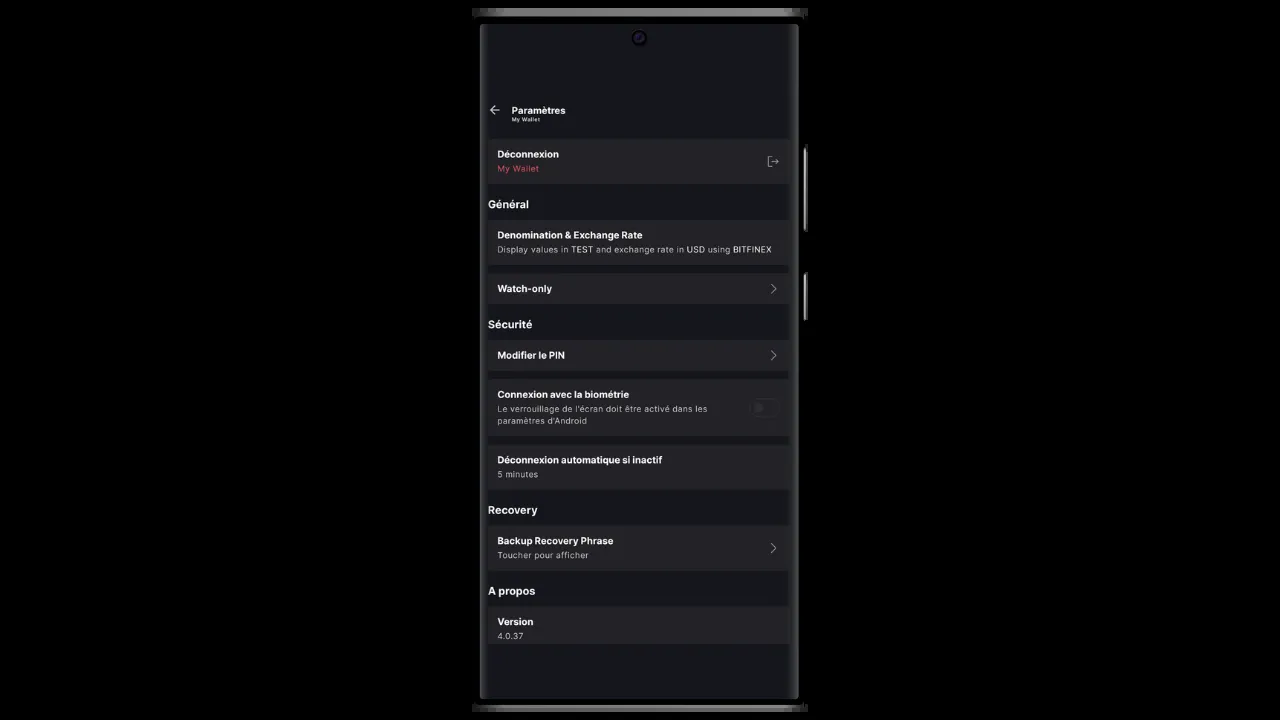 Paramètres
My Wallet
Déconnexion
My Wallet
Général
Denomination & Exchange Rate
Display values in TEST and exchange rate in USD using BITFINEX
Watch-only
Sécurité
Modifier le PIN
Connexion avec la biométrie
Le verrouillage de l'écran doit être activé dans les
paramètres d'Android
Déconnexion automatique si inactif
5 minutes
Recovery
Backup Recovery Phrase
Toucher pour afficher
A propos
Version
4.0.37